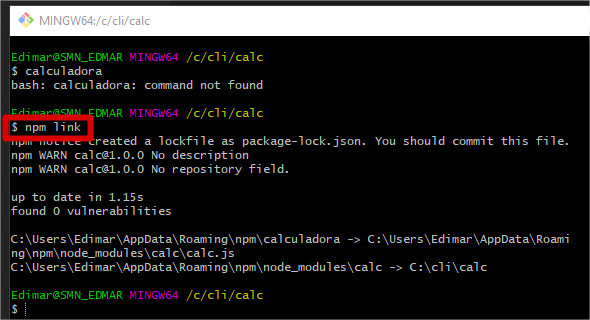 MINGW64:/c/cli/calc
Edimar@SMN_EDMAR MINGW64 /c/cli/calc
$ calculadora
bash: calculadora: command not found
Edimar@SMN_EDMAR MINGW64 /c/cli/calc
$ npm link
npm notice created a lockfile as package-lock.json. You should commit this file.
npm WARN calc@1.0.0 No description
npm WARN calc@1.0.0 No repository field.
up to date in 1.15s
found 0 vulnerabilities
C:\Users\Edimar\AppData\Roaming\npm\calculadora -> C:\Users\Edimar\AppData\Roami
ng\npm\node_modules\calc\calc.js
C:\Users\Edimar\AppData\Roaming\npm\node_modules\calc -> C:\cli\calc
Edimar@SMN_EDMAR MINGW64 /c/cli/calc
$